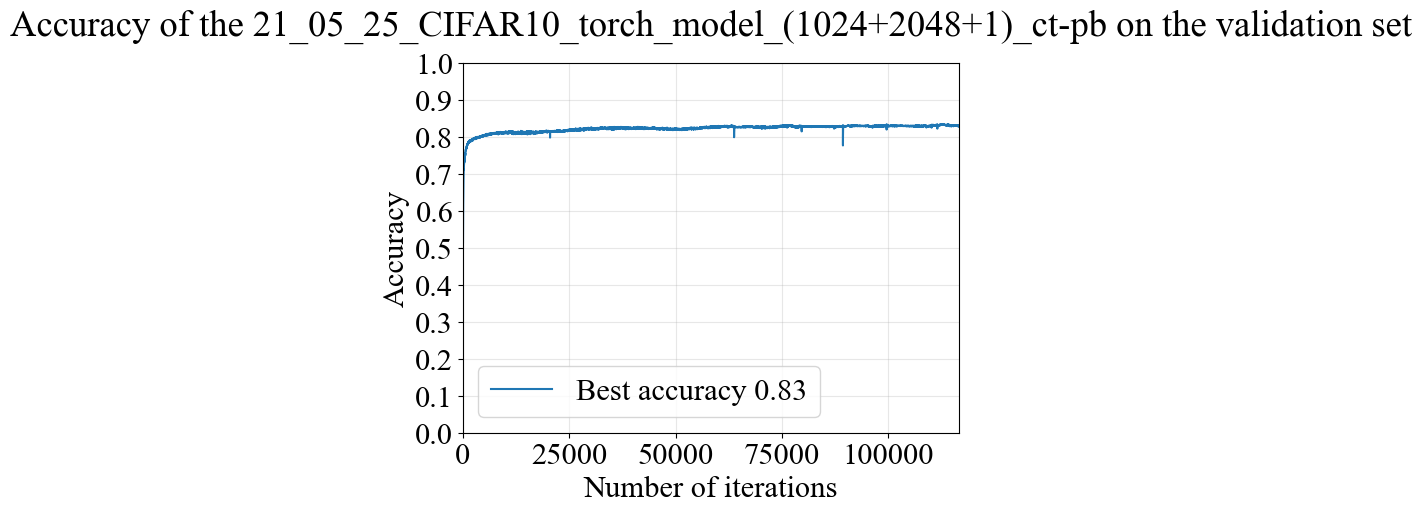 Accuracy of the 21_05_25_CIFAR10_torch_model_(1024+2048+1)_ct-pb on the validation set
1.0
0.9
0.8
0.7
0.6
0.5
0.4
0.3
0.2
0.1
0.0
Accuracy
Best accuracy 0.83
0 25000 50000 75000 100000
Number of iterations